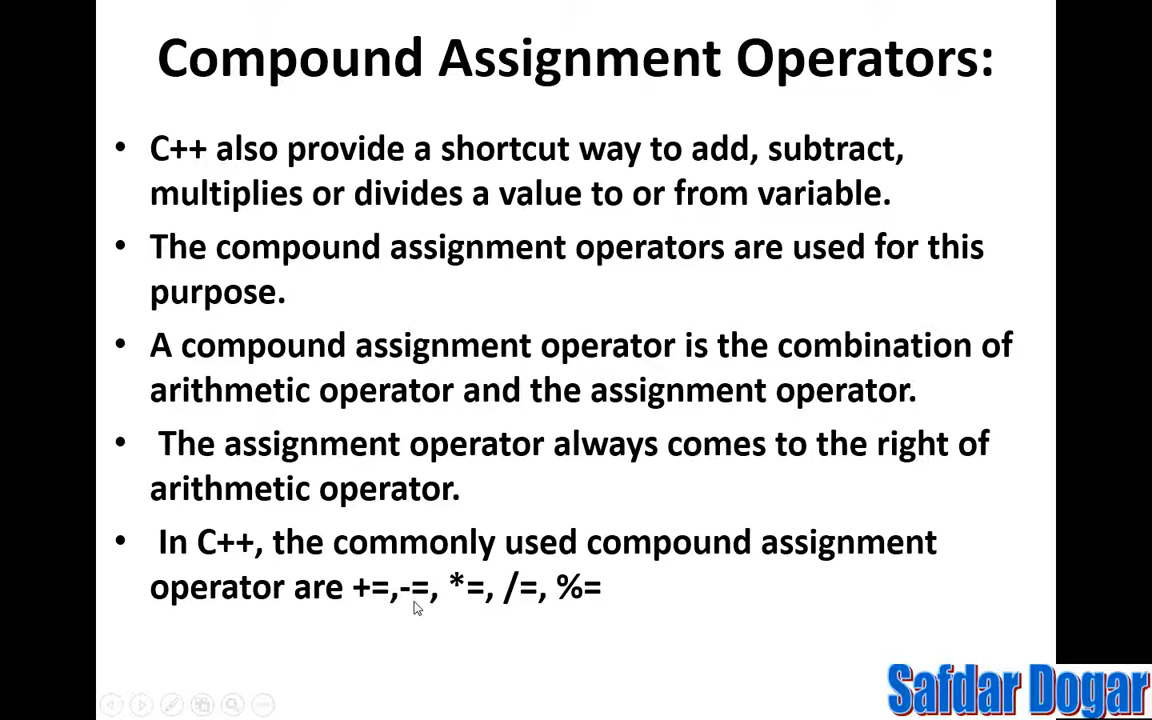 Compound Assignment Operators:
• C++ also provide a shortcut way to add, subtract,
multiplies or divides a value to or from variable.
• The compound assignment operators are used for this
purpose.
• A compound assignment operator is the combination of
arithmetic operator and the assignment operator.
• The assignment operator always comes to the right of
arithmetic operator.
• In C++, the commonly used compound assignment
operator are +=,-=, *=, /=, %=
Safdar Dogar